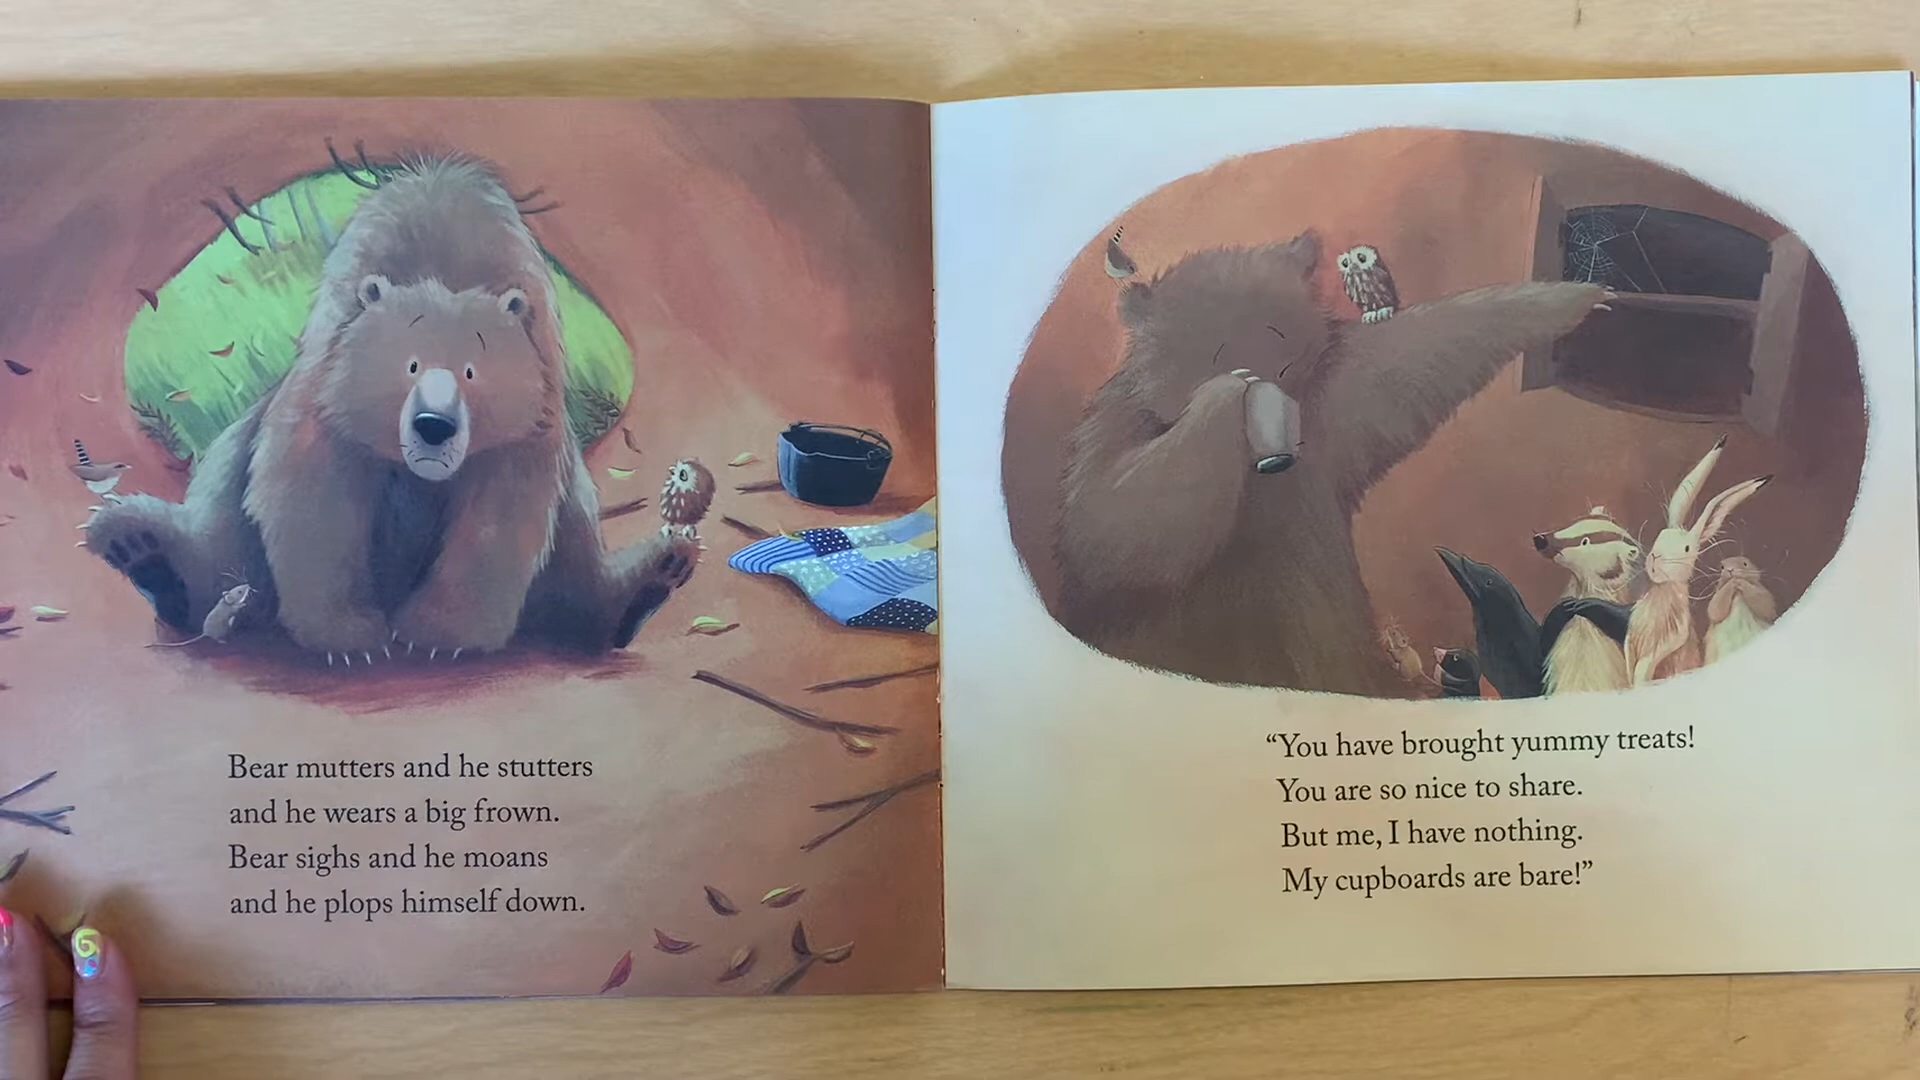 Bear mutters and he stutters
and he wears a big frown.
Bear sighs and he moans
and he plops himself down.
“You have brought yummy treats!
You are so nice to share.
But me, I have nothing.
My cupboards are bare!”